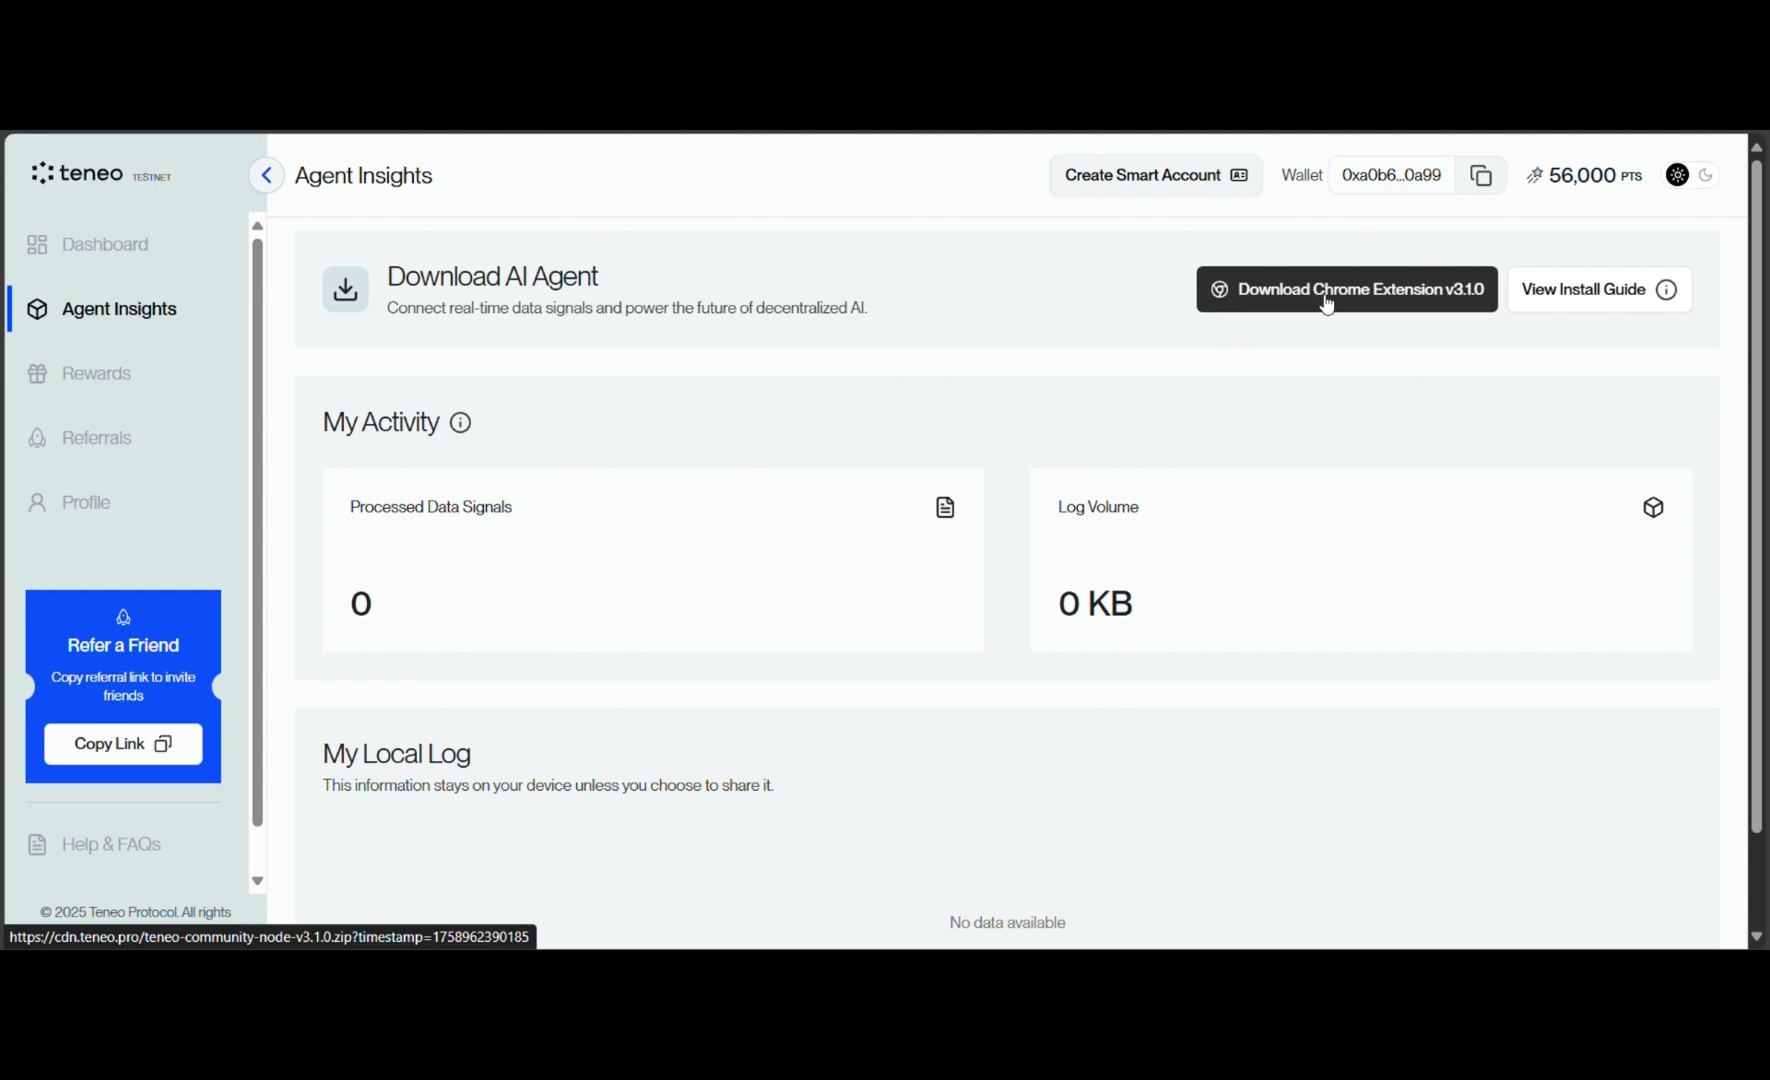 teneo TESTNET
Agent Insights
Create Smart Account
Wallet
0xa0b6...0a99
56,000 PTS
Dashboard
Agent Insights
Rewards
Referrals
Profile
Refer a Friend
Copy referral link to invite
friends
Copy Link
Help & FAQs
© 2025 Teneo Protocol. All rights
https://cdn.teneo.pro/teneo-community-node-v3.1.0.zip?timestamp=1758962390185
Download AI Agent
Connect real-time data signals and power the future of decentralized AI.
Download Chrome Extension v3.1.0
View Install Guide
My Activity
Processed Data Signals
0
Log Volume
0 KB
My Local Log
This information stays on your device unless you choose to share it.
No data available